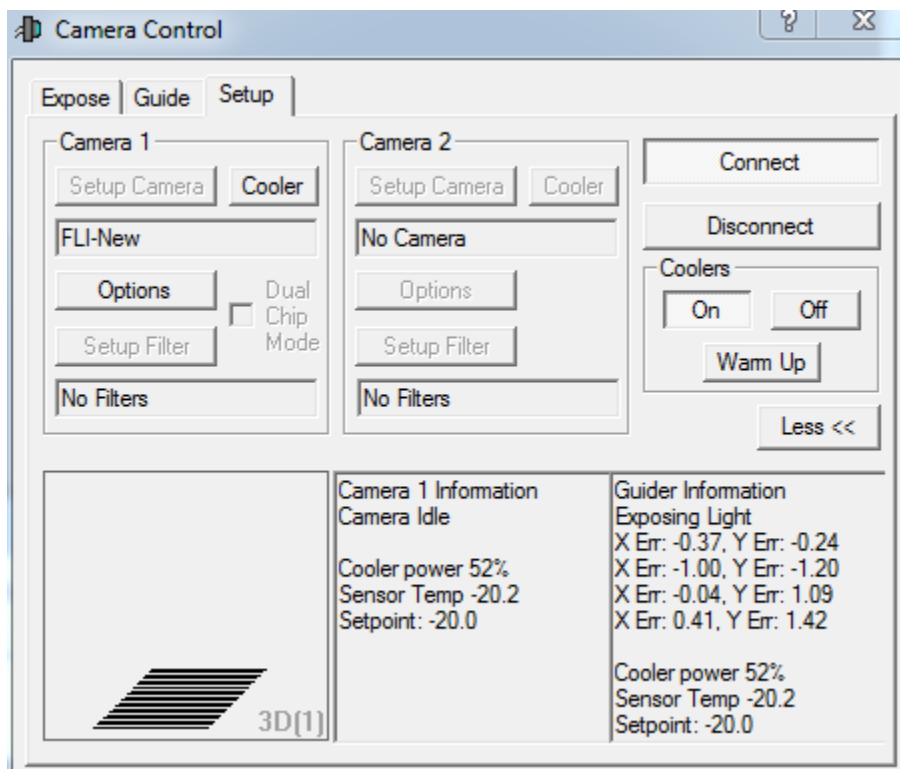 Camera Control
Expose Guide Setup
Camera 1
Setup Camera Cooler
FLI-New
Options
Dual
Chip
Mode
Setup Filter
No Filters
Camera 2
Setup Camera Cooler
No Camera
Options
Setup Filter
No Filters
Connect
Disconnect
Coolers
On Off
Warm Up
Less <<
3D(1)
Camera 1 Information
Camera Idle
Cooler power 52%
Sensor Temp -20.2
Setpoint: -20.0
Guider Information
Exposing Light
X Err: -0.37, Y Err: -0.24
X Err: -1.00, Y Err: -1.20
X Err: -0.04, Y Err: 1.09
X Err: 0.41, Y Err: 1.42
Cooler power 52%
Sensor Temp -20.2
Setpoint: -20.0